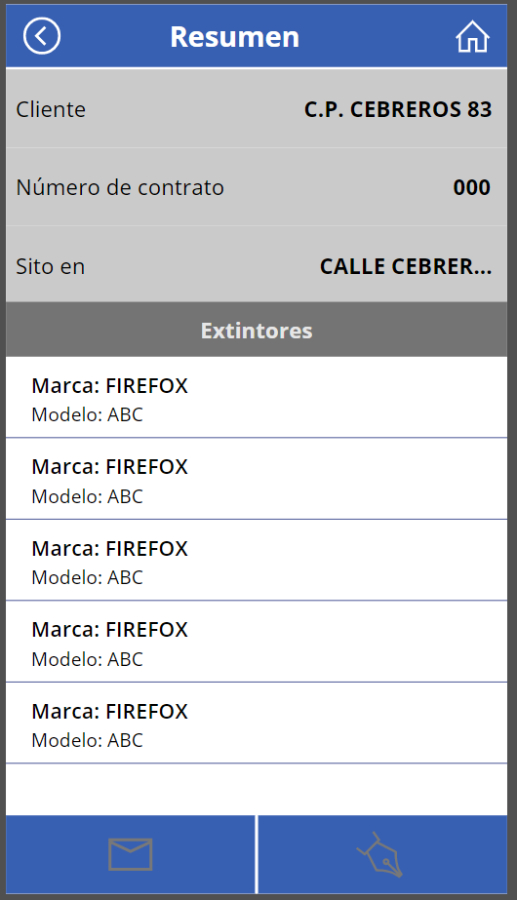 Resumen
Cliente C.P. CEBREROS 83
Número de contrato 000
Sito en CALLE CEBRER...
Extintores
Marca: FIREFOX
Modelo: ABC
Marca: FIREFOX
Modelo: ABC
Marca: FIREFOX
Modelo: ABC
Marca: FIREFOX
Modelo: ABC
Marca: FIREFOX
Modelo: ABC